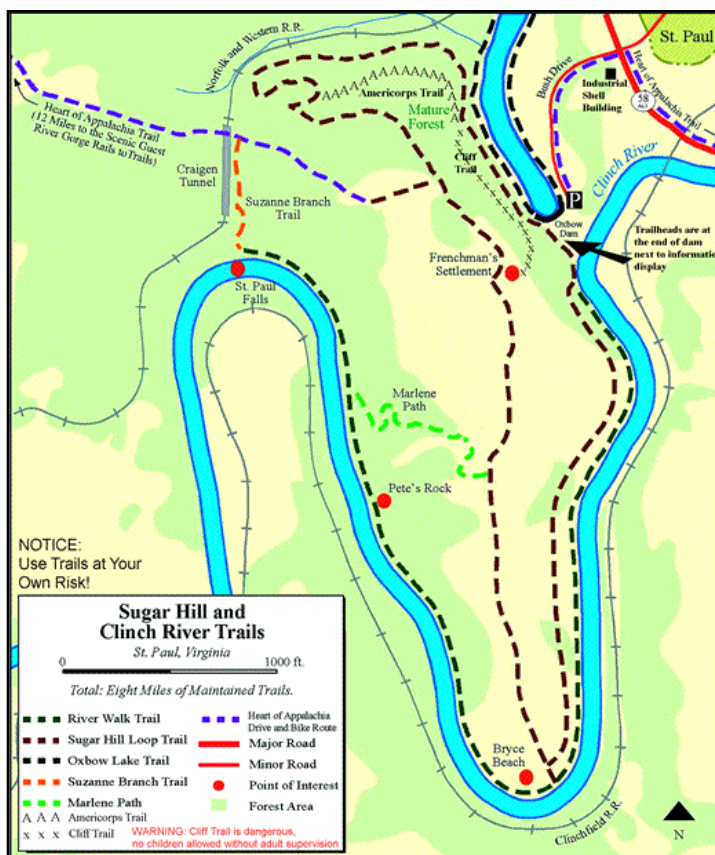 St. Paul
Norfolk and Western R.R.
Bush Drive
Heart of Appalachia Trail
58
ALT
Industrial
Shell
Building
Americorps Trail
Mature
Forest
Heart of Appalachia Trail
(12 Miles to the Scenic Guest
River Gorge Rails to Trails)
Cliff
Trail
Clinch River
Craigen
Tunnel
P
Suzanne Branch
Trail
Oxbow
Dam
Trailheads are at
the end of dam
next to information
display
Frenchman's
Settlement
St. Paul
Falls
Marlene
Path
Pete's Rock
NOTICE:
Use Trails at Your
Own Risk!
Sugar Hill and
Clinch River Trails
St. Paul, Virginia
0 1000 ft.
Total: Eight Miles of Maintained Trails.
River Walk Trail
Sugar Hill Loop Trail
Oxbow Lake Trail
Suzanne Branch Trail
Marlene Path
A A A Americorps Trail
x x x Cliff Trail
Heart of Appalachia
Drive and Bike Route
Major Road
Minor Road
Point of Interest
Forest Area
WARNING: Cliff Trail is dangerous,
no children allowed without adult supervision
Bryce
Beach
Clinchfield R.R.
N